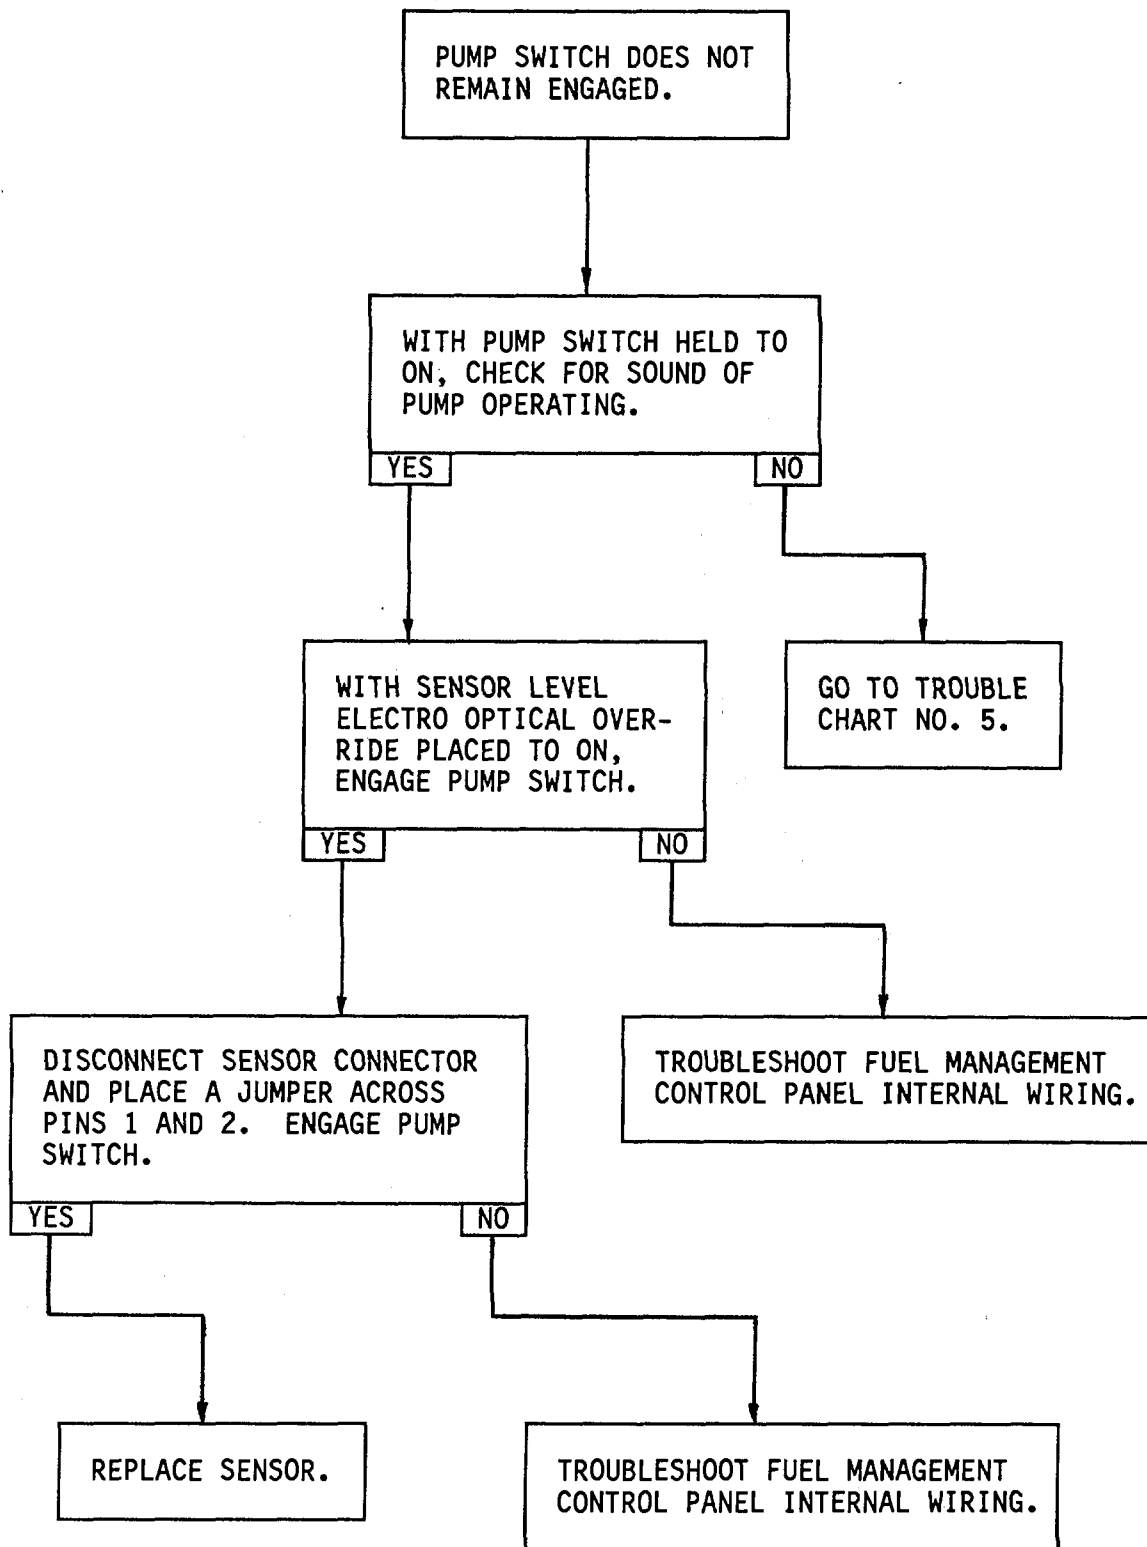 PUMP SWITCH DOES NOT
REMAIN ENGAGED.
WITH PUMP SWITCH HELD TO
ON, CHECK FOR SOUND OF
PUMP OPERATING.
YES
NO
WITH SENSOR LEVEL
ELECTRO OPTICAL OVER-
RIDE PLACED TO ON,
ENGAGE PUMP SWITCH.
GO TO TROUBLE
CHART NO. 5.
YES
NO
DISCONNECT SENSOR CONNECTOR
AND PLACE A JUMPER ACROSS
PINS 1 AND 2. ENGAGE PUMP
SWITCH.
TROUBLESHOOT FUEL MANAGEMENT
CONTROL PANEL INTERNAL WIRING.
YES
NO
REPLACE SENSOR.
TROUBLESHOOT FUEL MANAGEMENT
CONTROL PANEL INTERNAL WIRING.